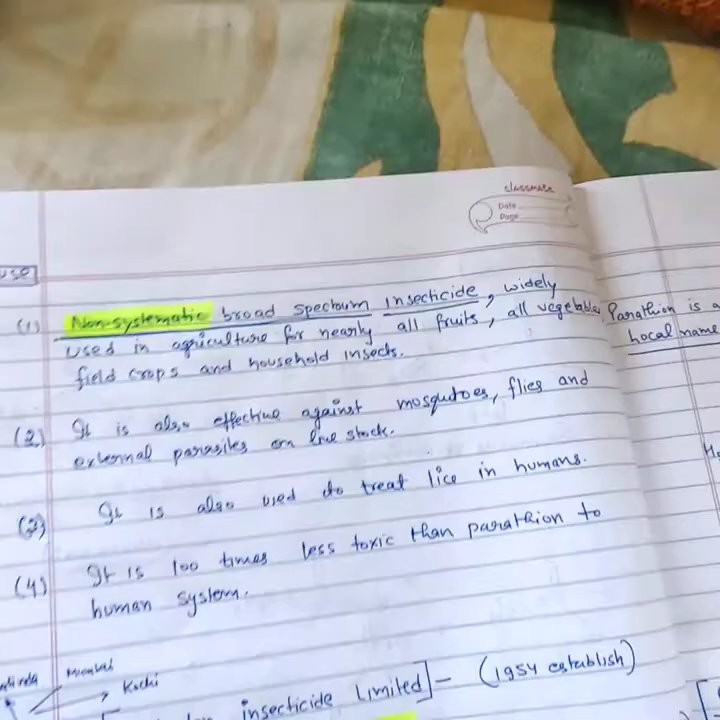 classmate
Date
Page
use
(1) Non-systematic broad spectrum insecticide, widely
used in agriculture for nearly all fruits, all vegetables
field crops and household insects.
(2) It is also effective against mosquitoes, flies and
external parasites on live stock.
(3) It is also used to treat lice in humans.
(4) It is 100 times less toxic than parathion to
human system.
Mumbai
Kochi
insecticide Limited] - (1954 establish)
Parathion is a
Local name